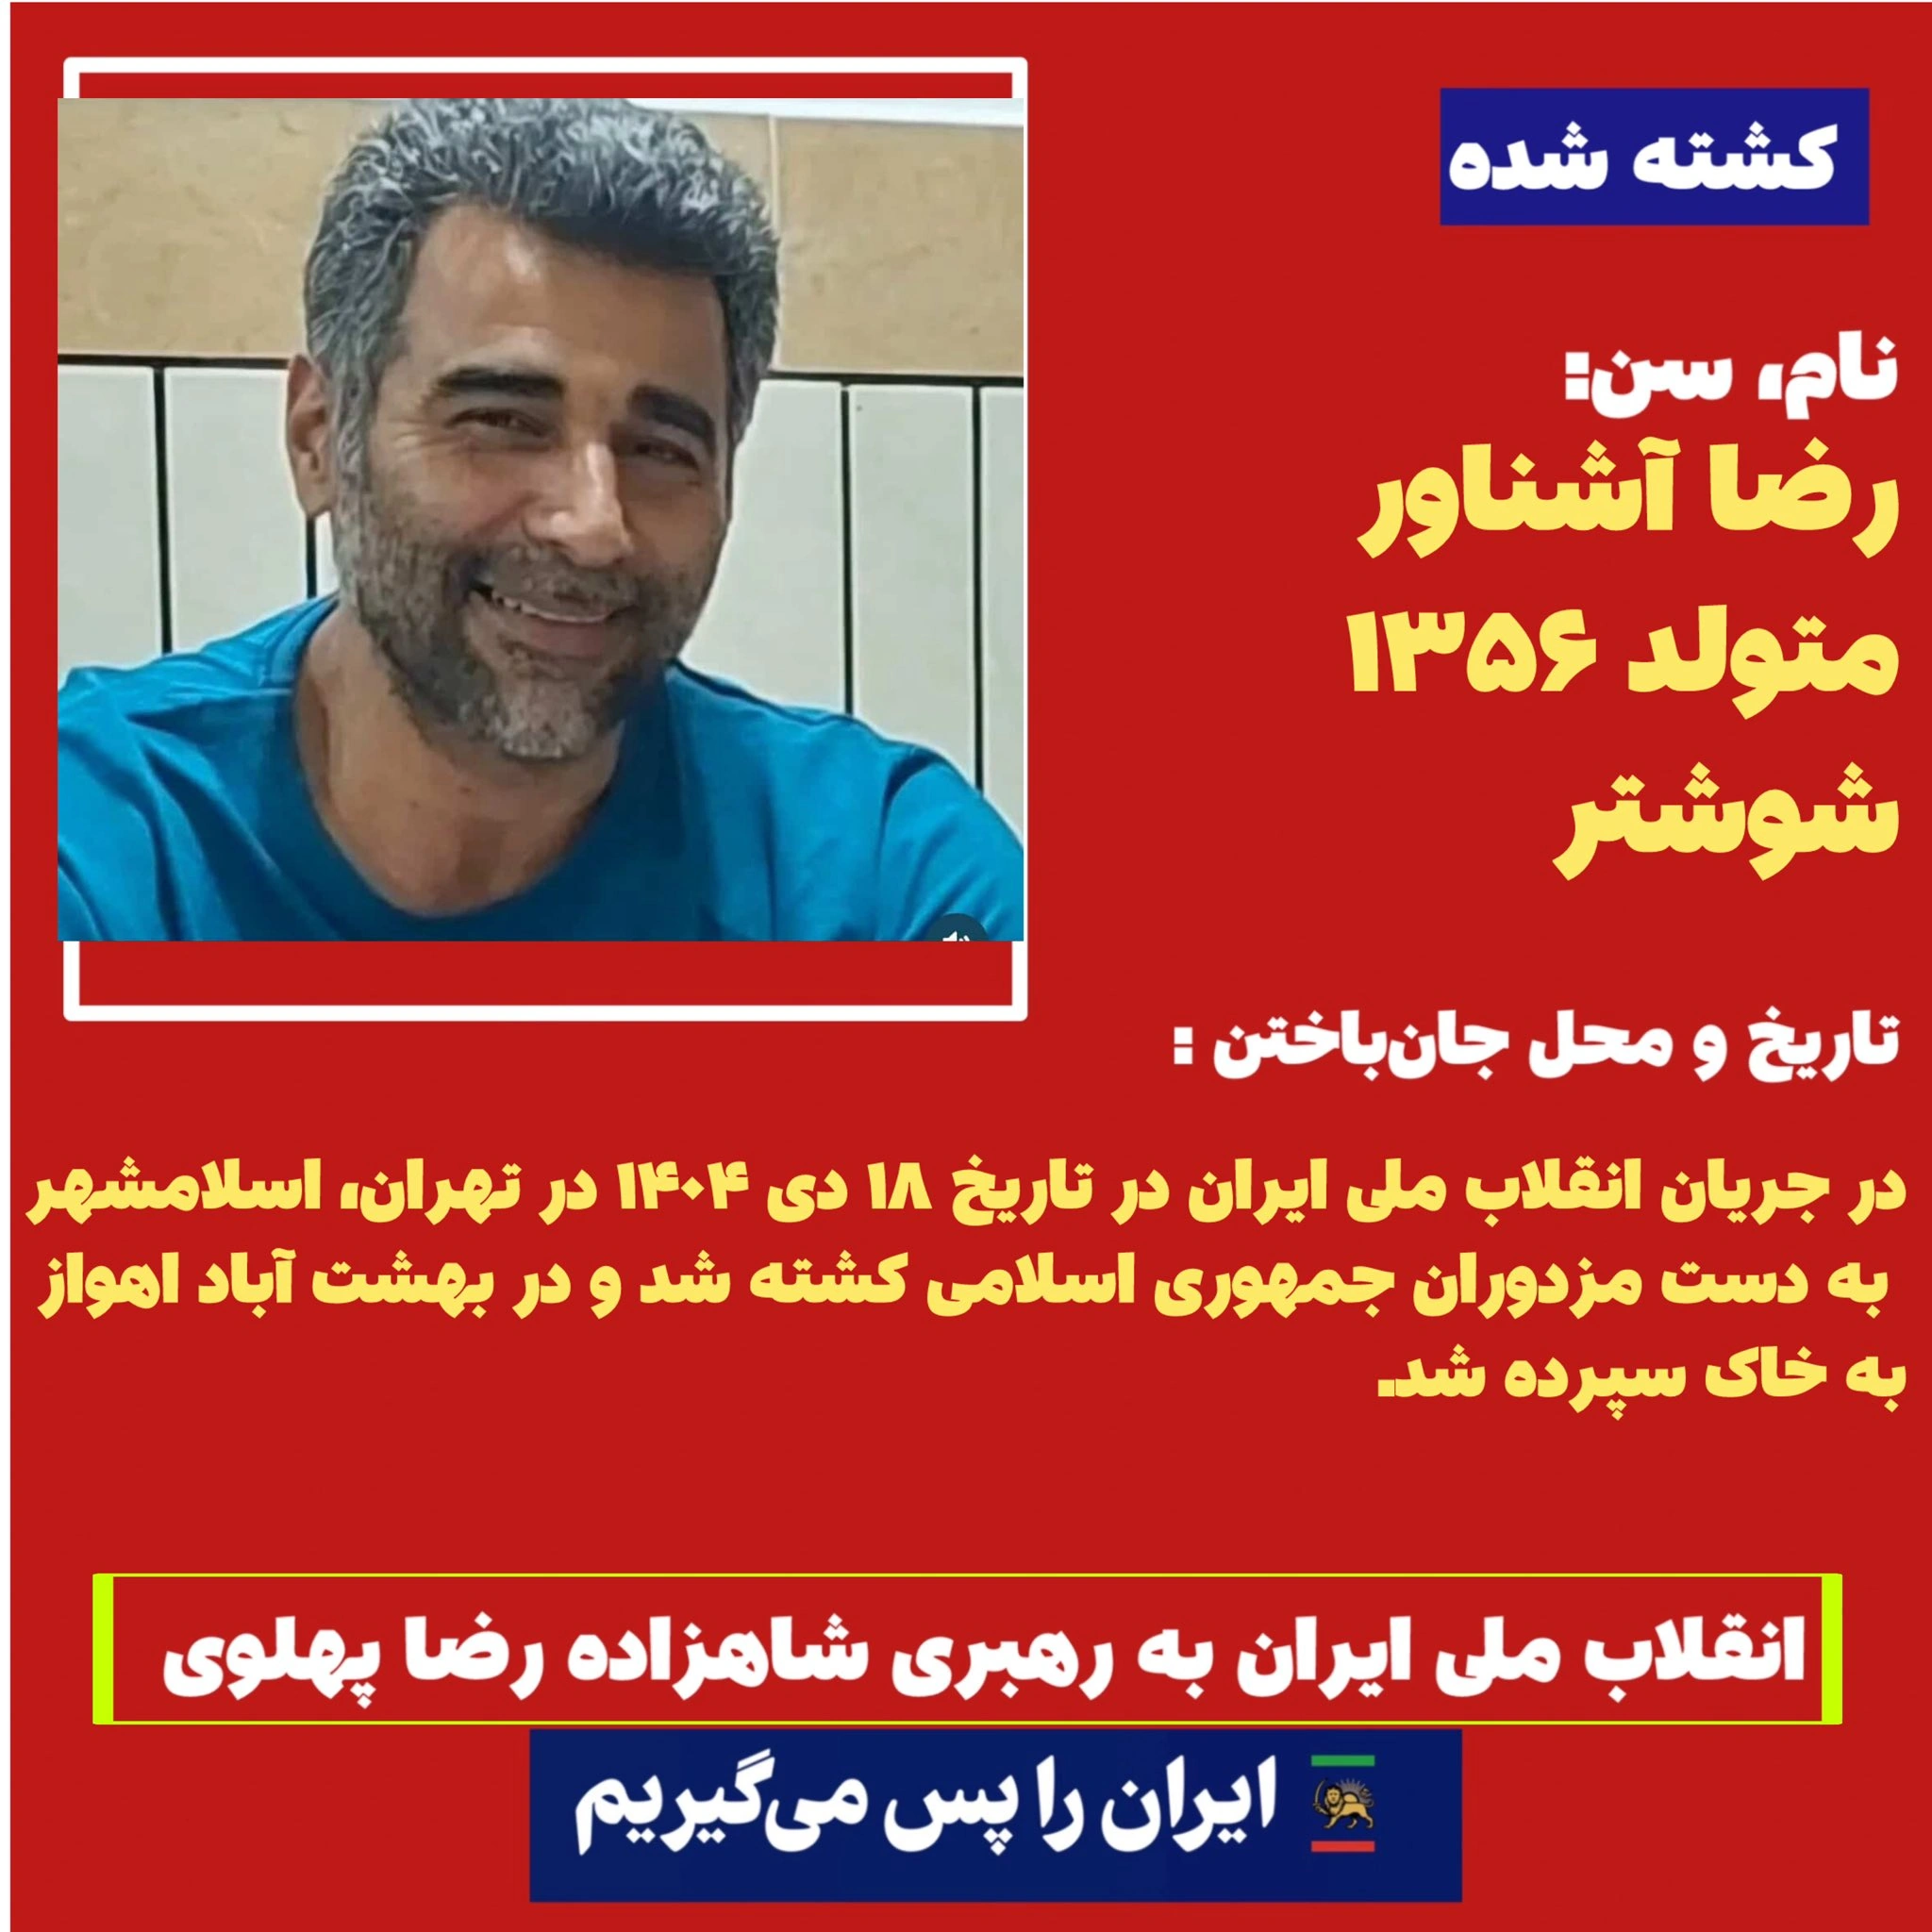 کشته شده
نام، سن:
رضا آشناور
متولد ۱۳۵۶
شوشتر
تاریخ و محل جان‌باختن :
در جریان انقلاب ملی ایران در تاریخ ۱۸ دی ۱۴۰۴ در تهران، اسلامشهر
به دست مزدوران جمهوری اسلامی کشته شد و در بهشت آباد اهواز
به خاک سپرده شد.
انقلاب ملی ایران به رهبری شاهزاده رضا پهلوی
ایران را پس می‌گیریم